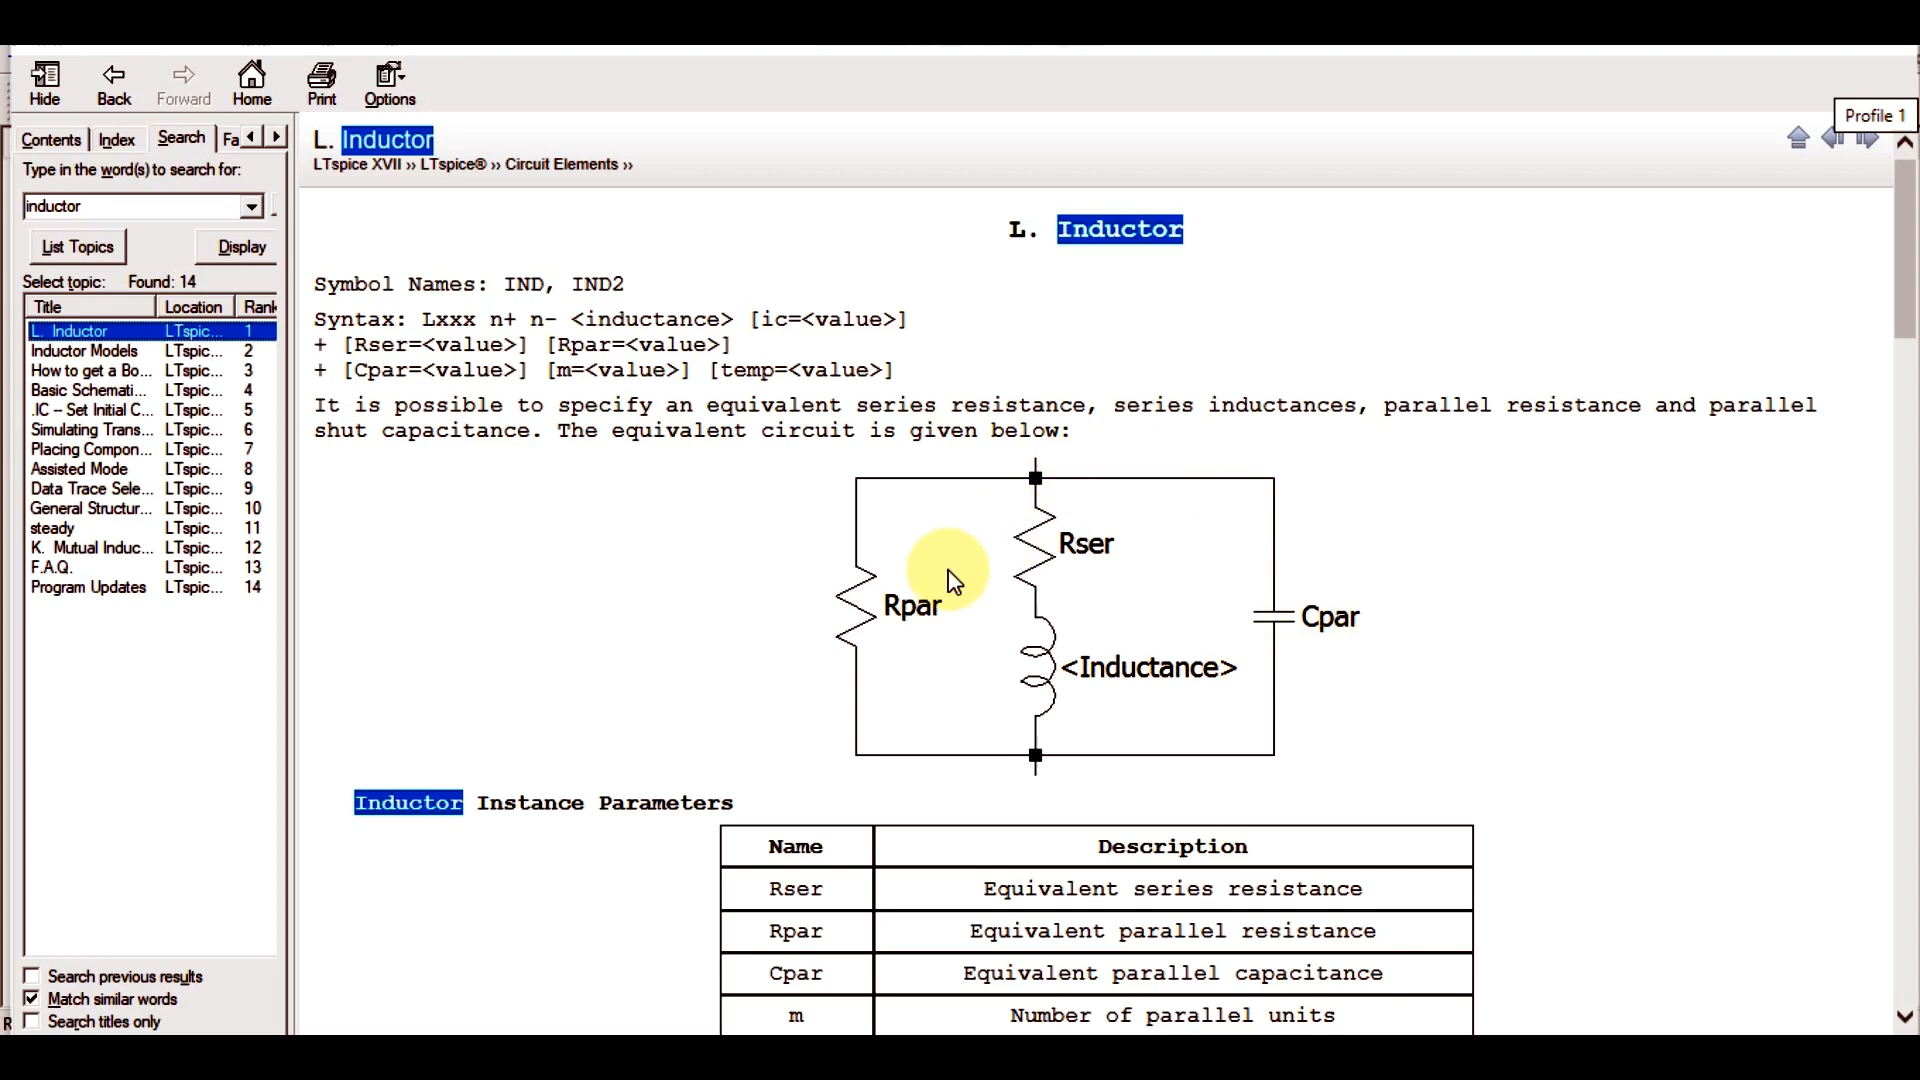 Hide Back Forward Home Print Options
Profile 1
Contents Index Search Fa
Type in the word(s) to search for:
inductor
List Topics Display
Select topic: Found: 14
Title Location Rank
L. Inductor LTspic... 1
Inductor Models LTspic... 2
How to get a Bo... LTspic... 3
Basic Schemati... LTspic... 4
.IC -- Set Initial C... LTspic... 5
Simulating Trans... LTspic... 6
Placing Compon... LTspic... 7
Assisted Mode LTspic... 8
Data Trace Sele... LTspic... 9
General Structur... LTspic... 10
steady LTspic... 11
K. Mutual Induc... LTspic... 12
F.A.Q. LTspic... 13
Program Updates LTspic... 14
Search previous results
Match similar words
Search titles only
L. Inductor
LTspice XVII ›› LTspice® ›› Circuit Elements ››
L. Inductor
Symbol Names: IND, IND2
Syntax: Lxxx n+ n- <inductance> [ic=<value>]
+ [Rser=<value>] [Rpar=<value>]
+ [Cpar=<value>] [m=<value>] [temp=<value>]
It is possible to specify an equivalent series resistance, series inductances, parallel resistance and parallel
shut capacitance. The equivalent circuit is given below:
Rser
Rpar
Cpar
<Inductance>
Inductor Instance Parameters
Name Description
Rser Equivalent series resistance
Rpar Equivalent parallel resistance
Cpar Equivalent parallel capacitance
m Number of parallel units